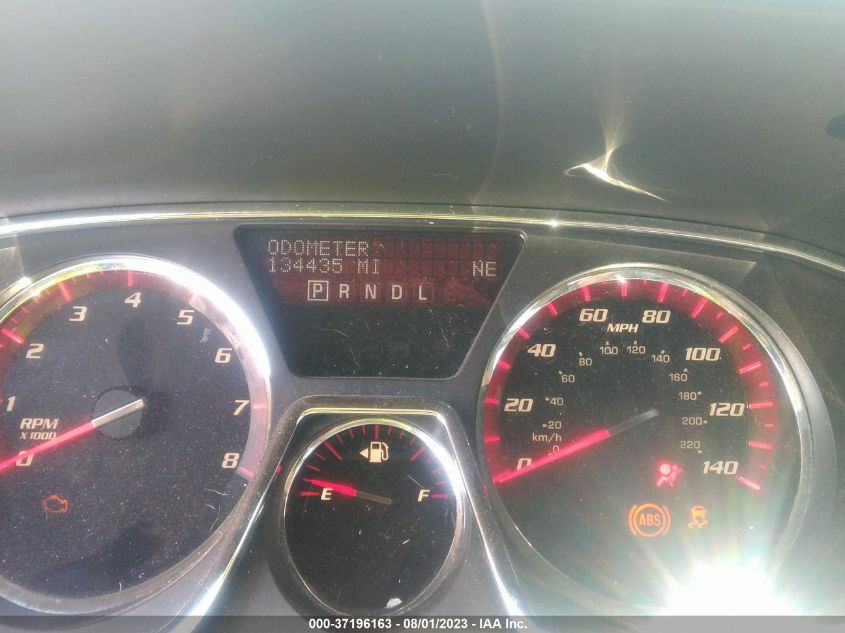 ODOMETER
134435 MI NE
P R N D L
0 1 2 3 4 5 6 7 8
RPM
X 1000
E F
0 20 40 60 80 100 120 140
MPH
20 40 60 80 100 120 140 160 180 200 220
km/h
ABS
000-37196163 - 08/01/2023 - IAA Inc.